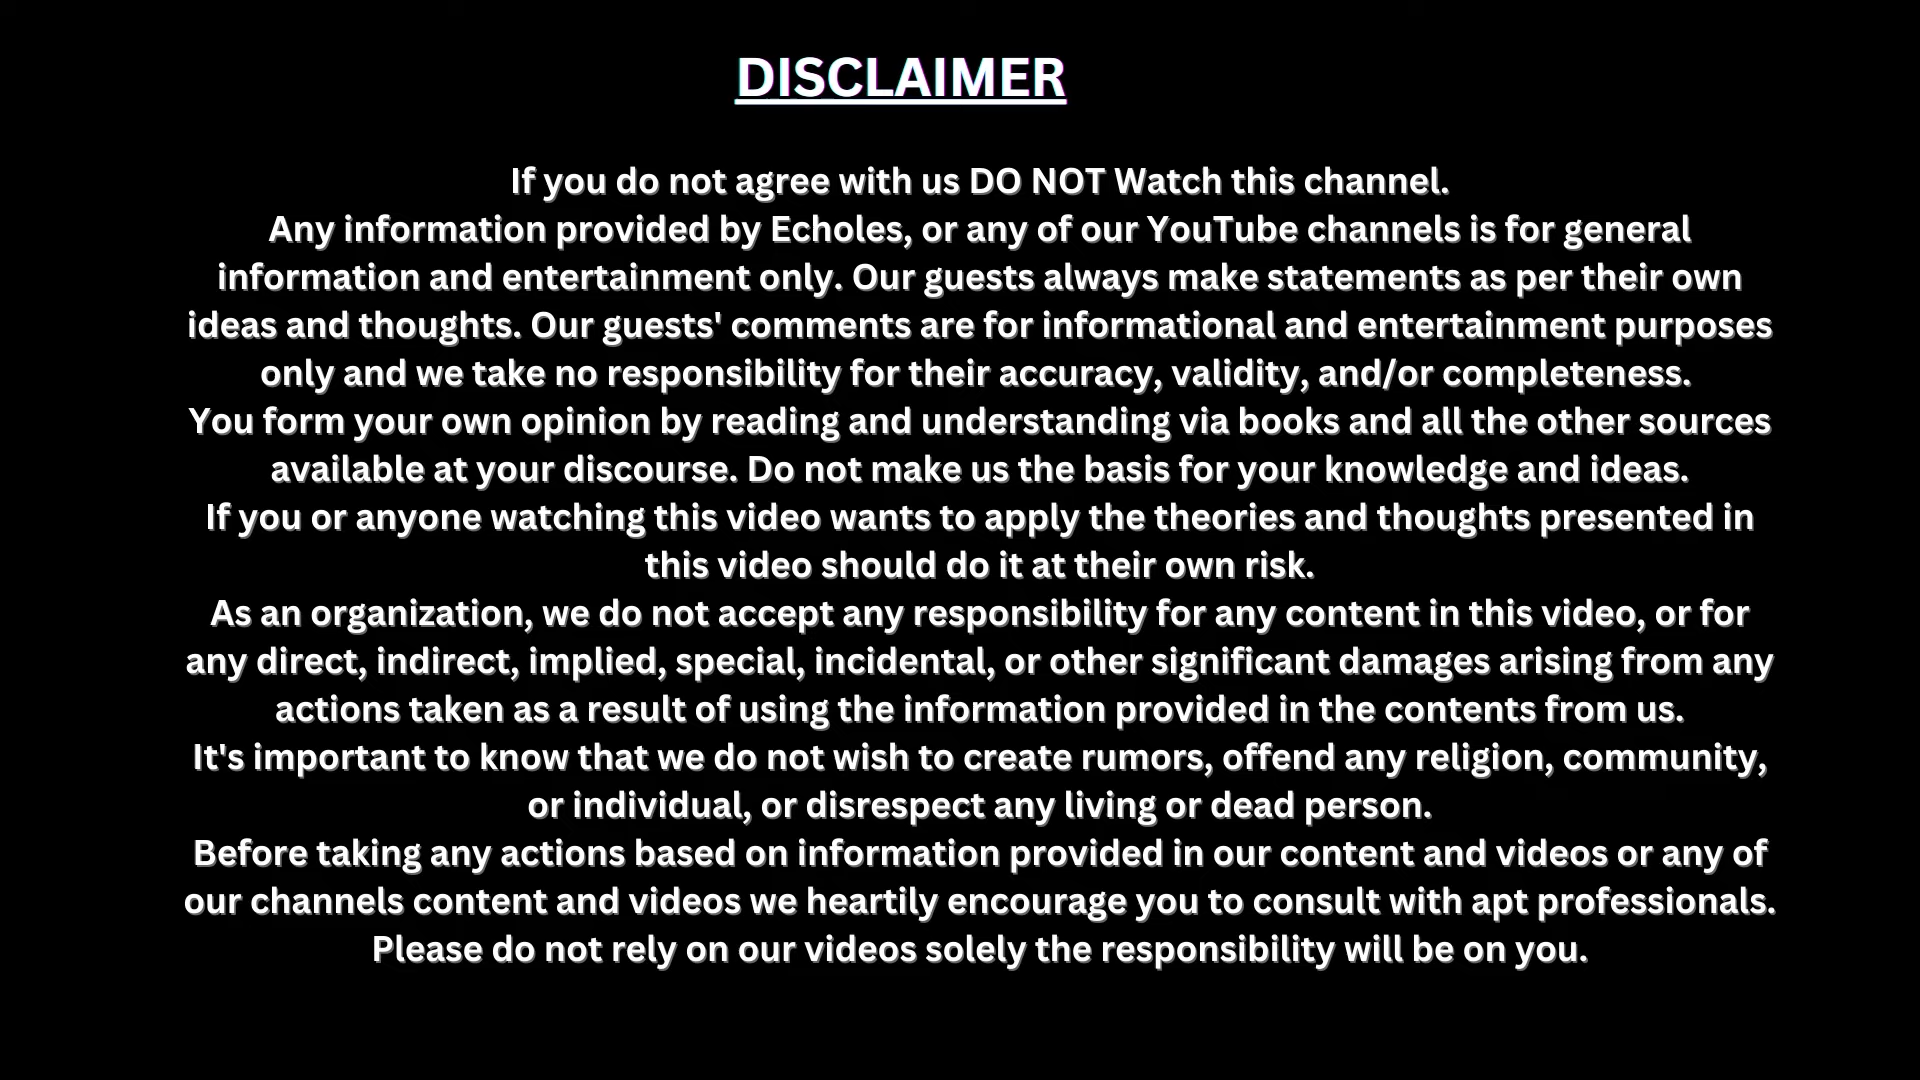 DISCLAIMER
If you do not agree with us DO NOT Watch this channel.
Any information provided by Echoles, or any of our YouTube channels is for general
information and entertainment only. Our guests always make statements as per their own
ideas and thoughts. Our guests' comments are for informational and entertainment purposes
only and we take no responsibility for their accuracy, validity, and/or completeness.
You form your own opinion by reading and understanding via books and all the other sources
available at your discourse. Do not make us the basis for your knowledge and ideas.
If you or anyone watching this video wants to apply the theories and thoughts presented in
this video should do it at their own risk.
As an organization, we do not accept any responsibility for any content in this video, or for
any direct, indirect, implied, special, incidental, or other significant damages arising from any
actions taken as a result of using the information provided in the contents from us.
It's important to know that we do not wish to create rumors, offend any religion, community,
or individual, or disrespect any living or dead person.
Before taking any actions based on information provided in our content and videos or any of
our channels content and videos we heartily encourage you to consult with apt professionals.
Please do not rely on our videos solely the responsibility will be on you.